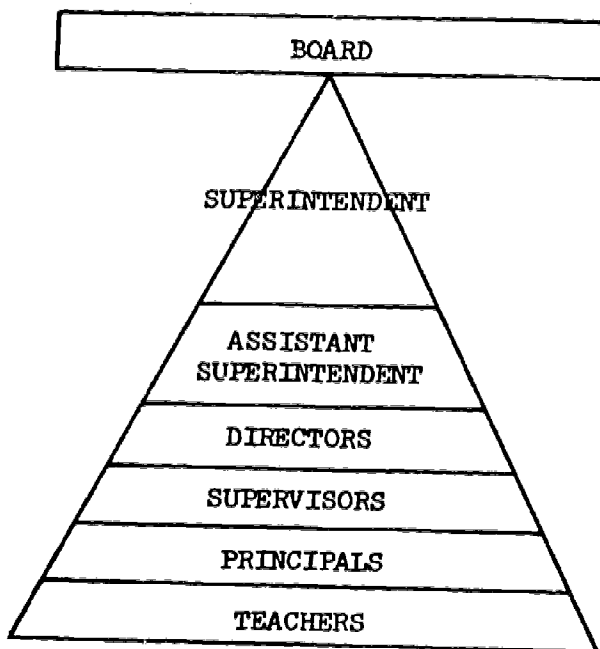 BOARD
SUPERINTENDENT
ASSISTANT
SUPERINTENDENT
DIRECTORS
SUPERVISORS
PRINCIPALS
TEACHERS